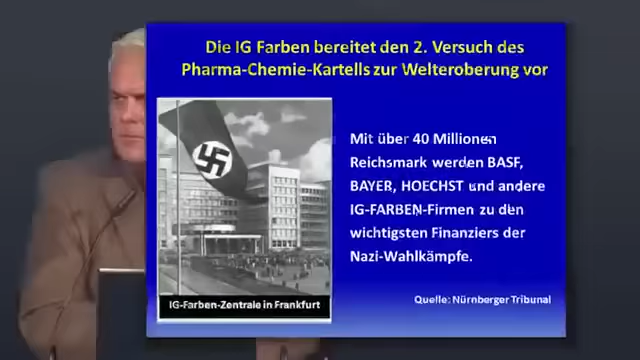 Die IG Farben bereitet den 2. Versuch des
Pharma-Chemie-Kartells zur Welteroberung vor
Mit über 40 Millionen
Reichsmark werden BASF,
BAYER, HOECHST und andere
IG-FARBEN-Firmen zu den
wichtigsten Finanziers der
Nazi-Wahlkämpfe.
IG-Farben-Zentrale in Frankfurt
Quelle: Nürnberger Tribunal